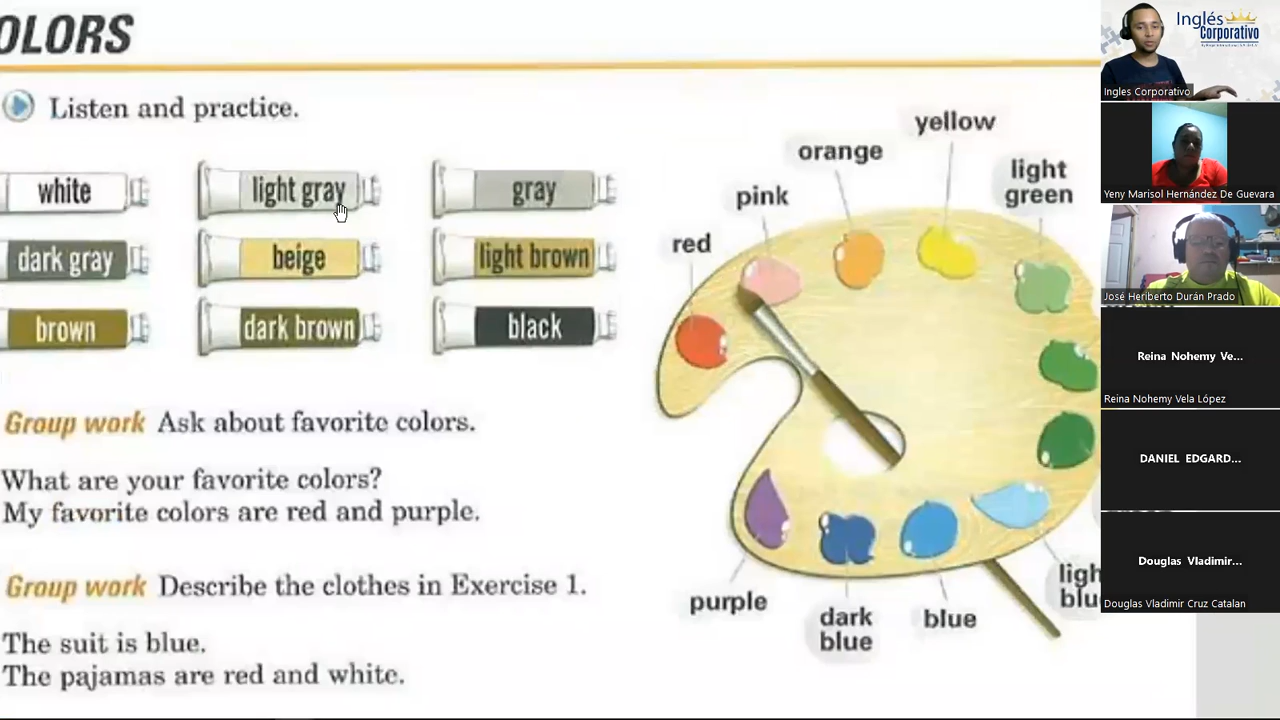 OLORS
Listen and practice.
white
light gray
gray
dark gray
beige
light brown
brown
dark brown
black
red
pink
orange
yellow
light
green
purple
dark
blue
blue
ligh
blu
Group work Ask about favorite colors.
What are your favorite colors?
My favorite colors are red and purple.
Group work Describe the clothes in Exercise 1.
The suit is blue.
The pajamas are red and white.
Inglés
Corporativo
Ingles Corporativo
Yeny Marisol Hernández De Guevara
José Heriberto Durán Prado
Reina Nohemy Ve...
Reina Nohemy Vela López
DANIEL EDGARD...
Douglas Vladimir...
Douglas Vladimir Cruz Catalan